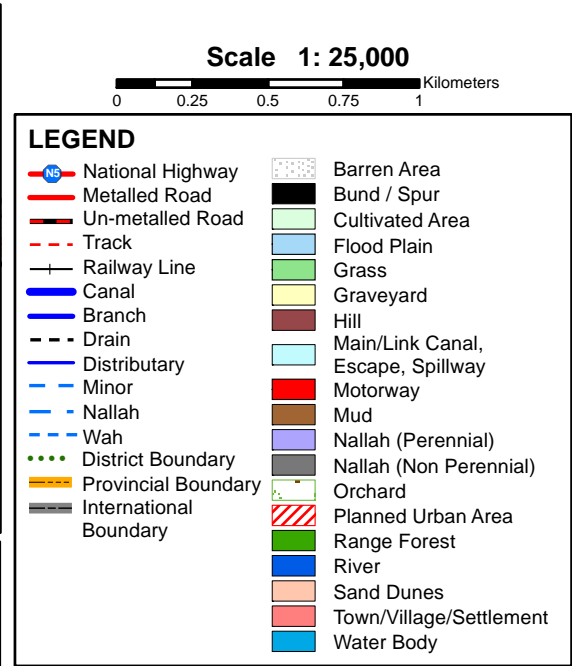 Scale 1: 25,000
Kilometers
0 0.25 0.5 0.75 1
LEGEND
N5 National Highway
Metalled Road
Un-metalled Road
Track
Railway Line
Canal
Branch
Drain
Distributary
Minor
Nallah
Wah
District Boundary
Provincial Boundary
International
Boundary
Barren Area
Bund / Spur
Cultivated Area
Flood Plain
Grass
Graveyard
Hill
Main/Link Canal,
Escape, Spillway
Motorway
Mud
Nallah (Perennial)
Nallah (Non Perennial)
Orchard
Planned Urban Area
Range Forest
River
Sand Dunes
Town/Village/Settlement
Water Body